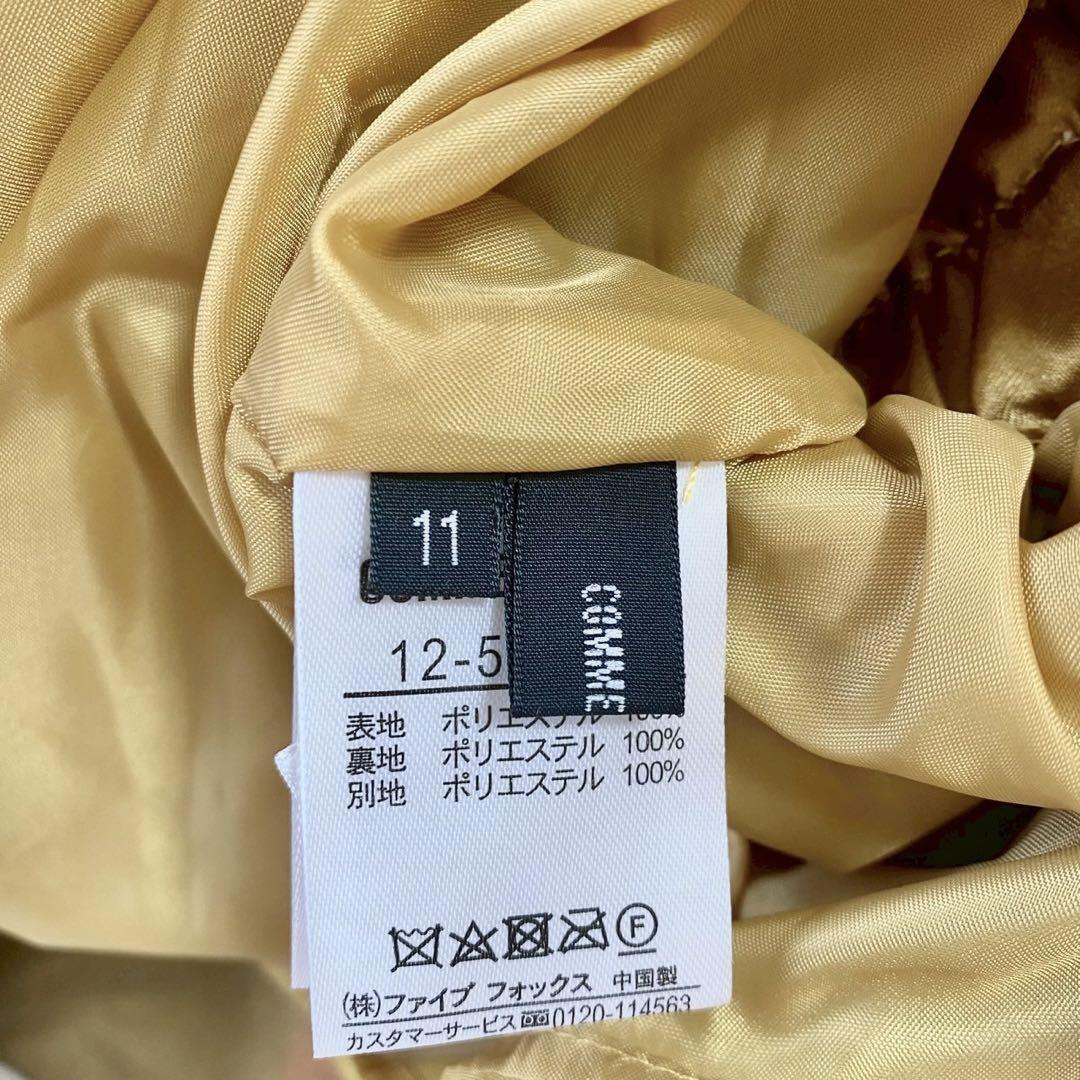 11
COMME
12-5
表地 ポリエステル 100%
裏地 ポリエステル 100%
別地 ポリエステル 100%
F
(株)ファイブ フォックス 中国製
カスタマーサービス 0120-114563